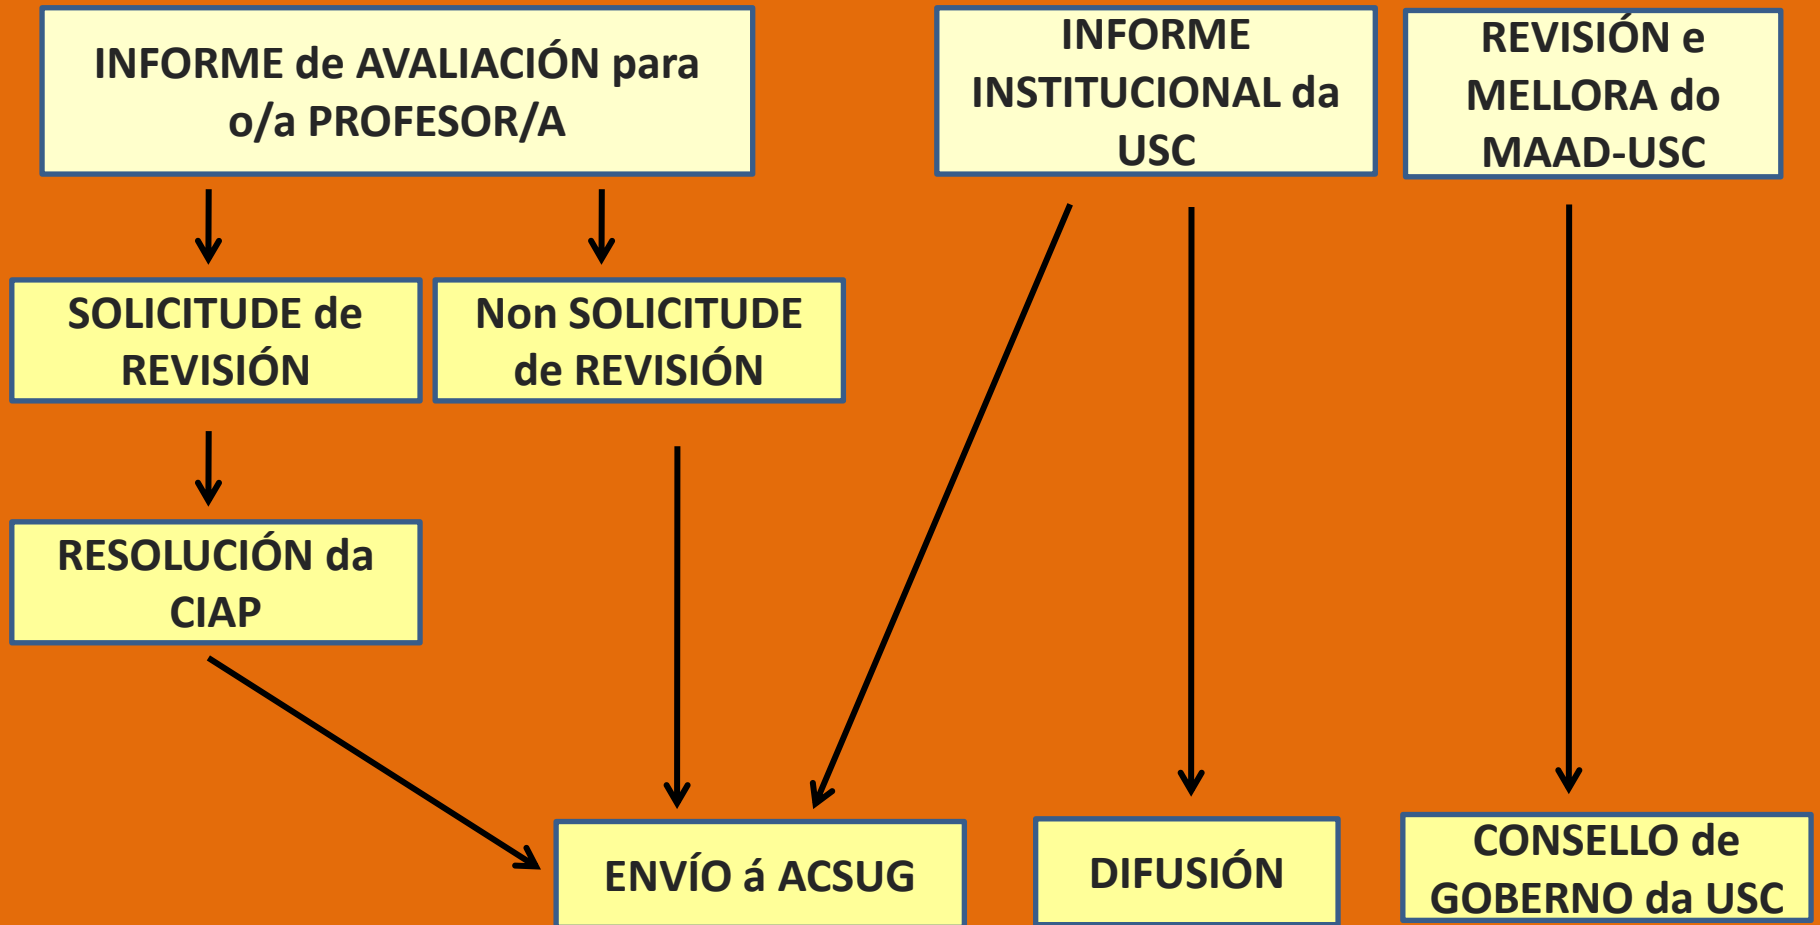 INFORME de AVALIACIÓN para
o/a PROFESOR/A
INFORME
INSTITUCIONAL da
USC
REVISIÓN e
MELLORA do
MAAD-USC
SOLICITUDE de
REVISIÓN
Non SOLICITUDE
de REVISIÓN
RESOLUCIÓN da
CIAP
ENVÍO á ACSUG
DIFUSIÓN
CONSELLO de
GOBERNO da USC